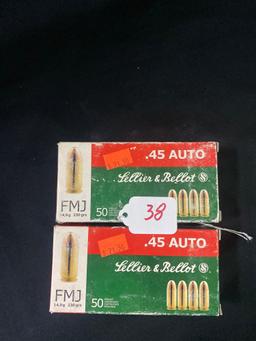 .45 AUTO
Sellier & Bellot S
FMJ
14,9g 230 grs
50
38
.45 AUTO
Sellier & Bellot S
FMJ
14,9g 230 grs
50